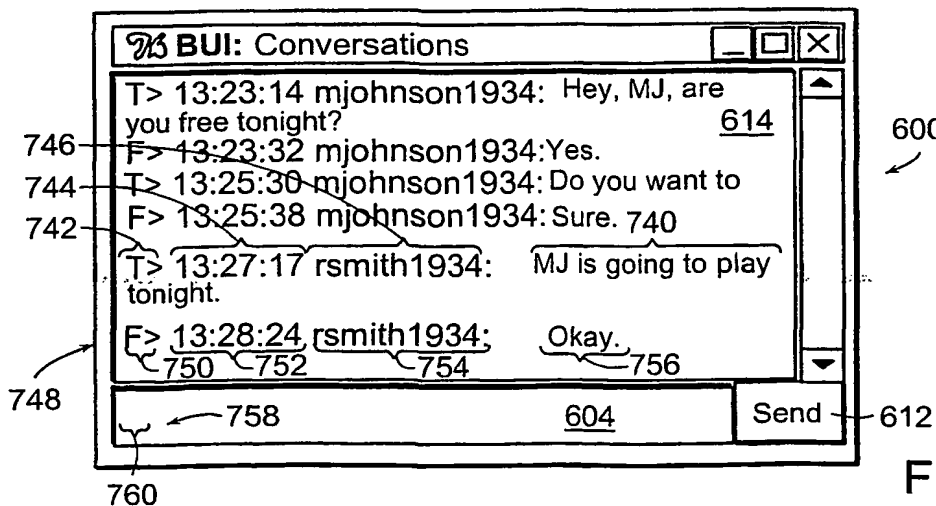 BUI: Conversations
T> 13:23:14 mjohnson1934: Hey, MJ, are
you free tonight?
614
600
746
F> 13:23:32 mjohnson1934:Yes.
744
T> 13:25:30 mjohnson1934: Do you want to
742
F> 13:25:38 mjohnson1934: Sure. 740
T> 13:27:17 rsmith1934: MJ is going to play
tonight.
F> 13:28:24 rsmith1934: Okay.
748
750 752 754 756
758 604 Send 612
760
F